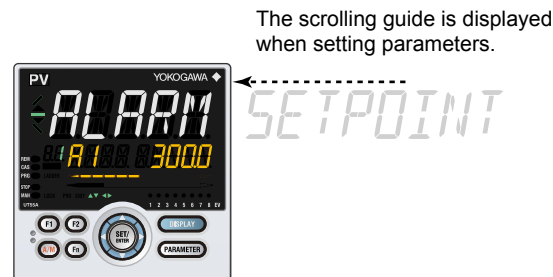 The scrolling guide is displayed
when setting parameters.
PV YOKOGAWA
ALARM SETPOINT
A1 300.0
REM
CAS
PRG
STOP
MAN
UT55A 1 2 3 4 5 6 7 8 EV
F1 F2 SET/ DISPLAY
ENTER
A/M Fn PARAMETER